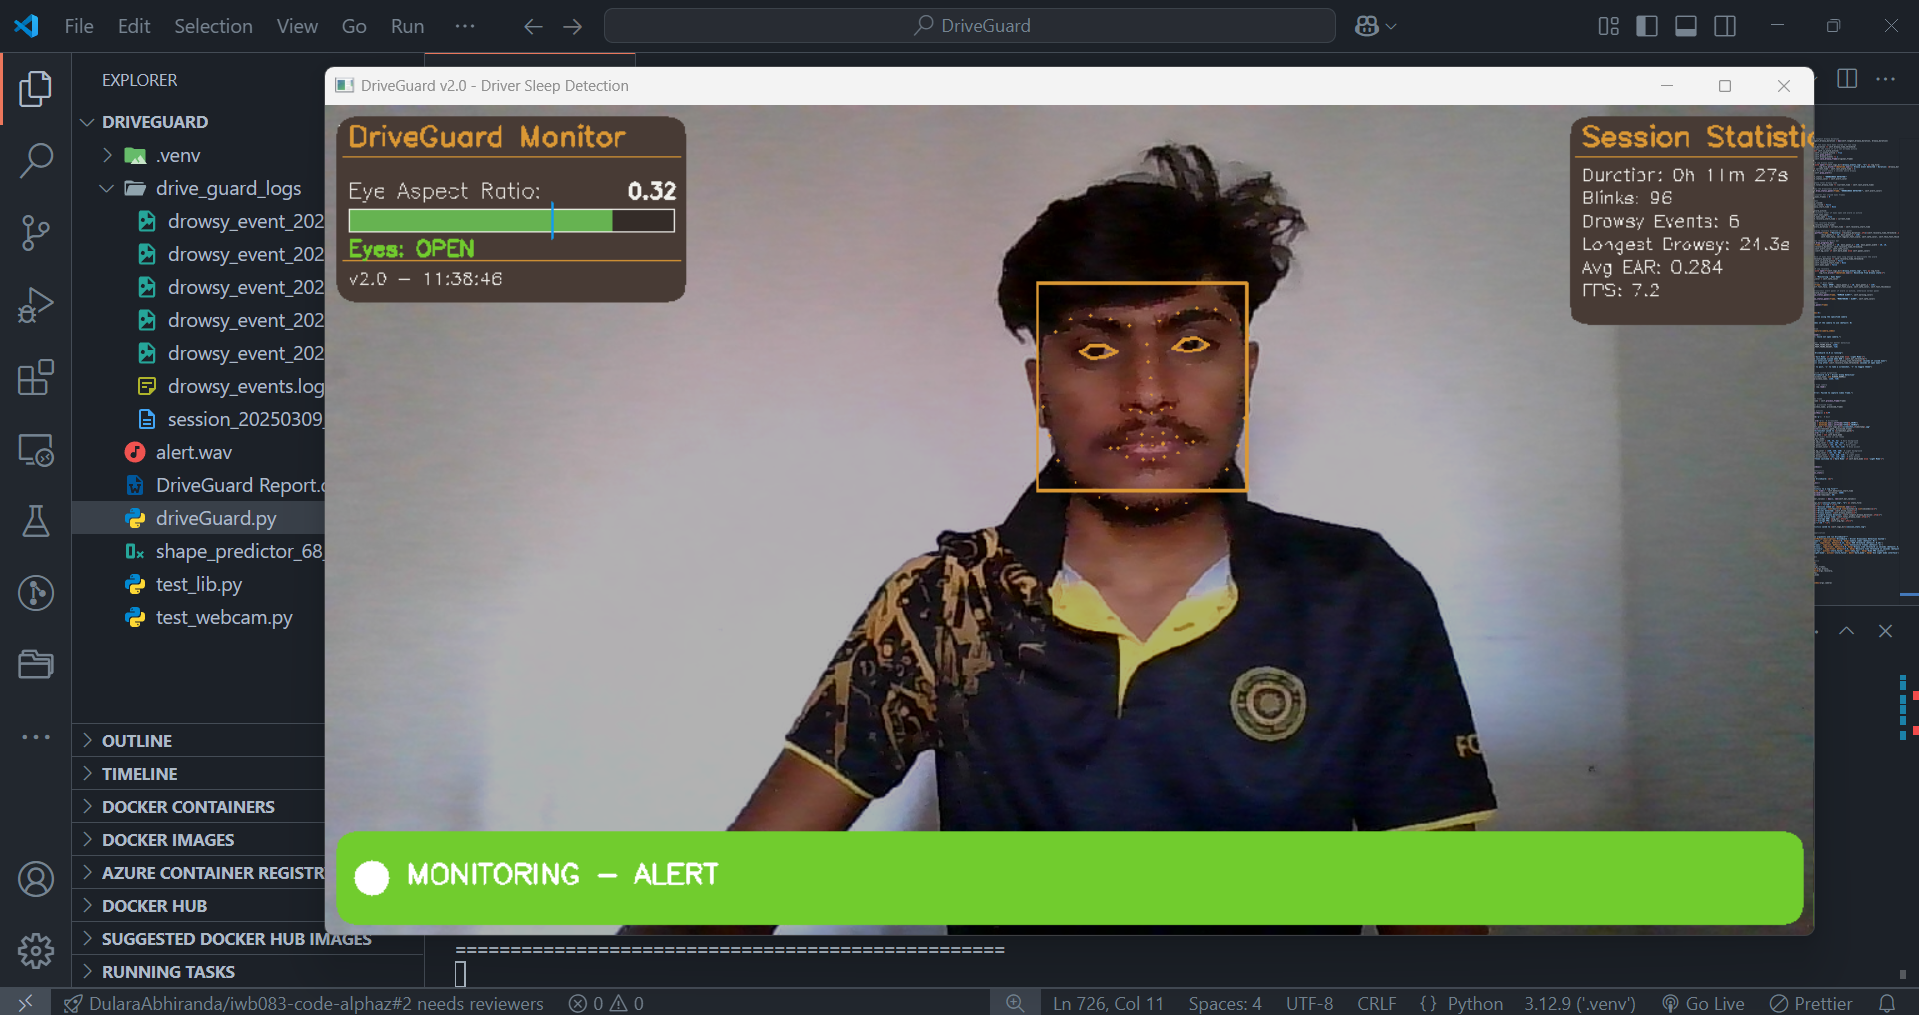 File Edit Selection View Go Run ···
DriveGuard
EXPLORER
DRIVEGUARD
.venv
drive_guard_logs
drowsy_event_202
drowsy_event_202
drowsy_event_202
drowsy_event_202
drowsy_event_202
drowsy_events.log
session_20250309_
alert.wav
DriveGuard Report.d
driveGuard.py
shape_predictor_68_
test_lib.py
test_webcam.py
OUTLINE
TIMELINE
DOCKER CONTAINERS
DOCKER IMAGES
AZURE CONTAINER REGISTR
DOCKER HUB
SUGGESTED DOCKER HUB IMAGES
RUNNING TASKS
DriveGuard v2.0 - Driver Sleep Detection
DriveGuard Monitor
Eye Aspect Ratio: 0.32
Eyes: OPEN
v2.0 – 11:38:46
Session Statistic
Duration: 0h 11m 27s
Blinks: 96
Drowsy Events: 6
Longest Drowsy: 24.3s
Avg EAR: 0.284
FPS: 7.2
MONITORING – ALERT
==================================================
DularaAbhiranda/iwb083-code-alphaz#2 needs reviewers 0 0 Ln 726, Col 11 Spaces: 4 UTF-8 CRLF {} Python 3.12.9 ('.venv') Go Live Prettier